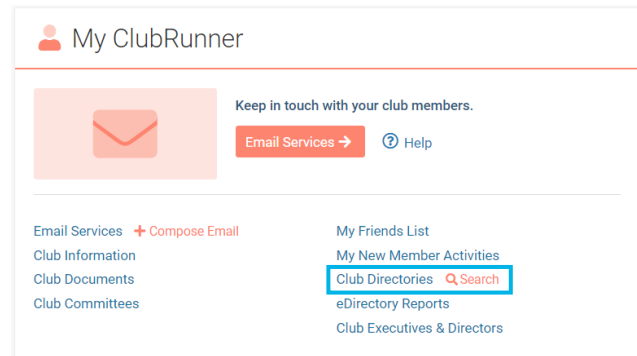 My ClubRunner
Keep in touch with your club members.
Email Services →
Help
Email Services + Compose Email
Club Information
Club Documents
Club Committees
My Friends List
My New Member Activities
Club Directories Search
eDirectory Reports
Club Executives & Directors